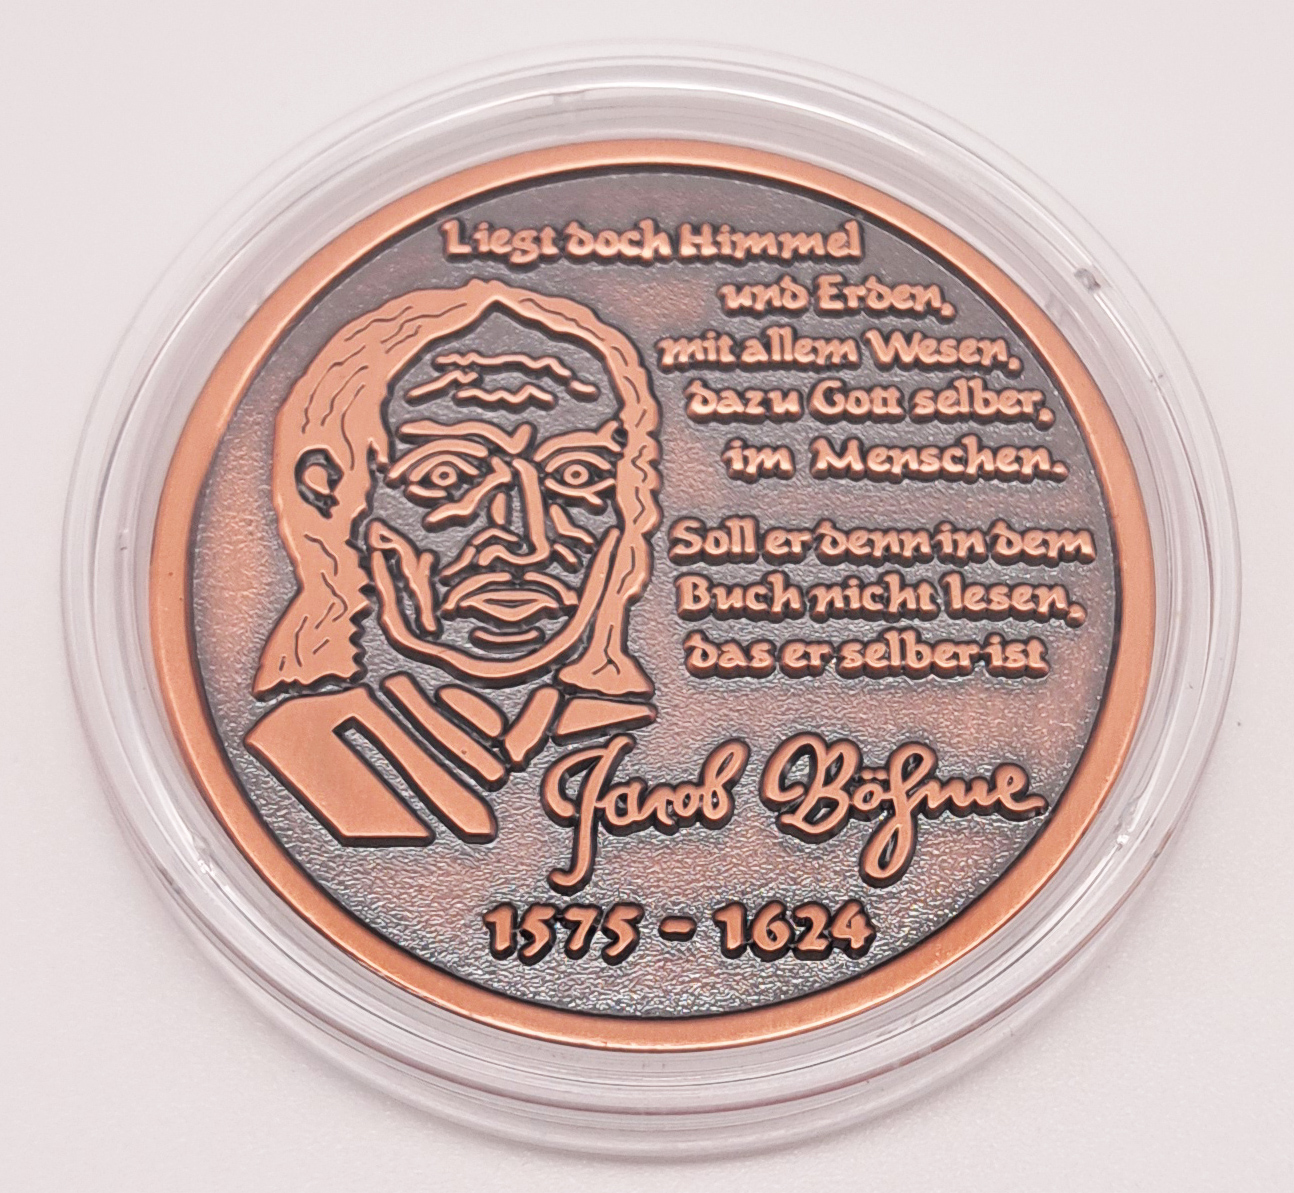 Liegt doch Himmel
und Erden,
mit allem Wesen,
dazu Gott selber,
im Menschen.
Soll er denn in dem
Buch nicht lesen,
das er selber ist
Jacob Böhme
1575 - 1624